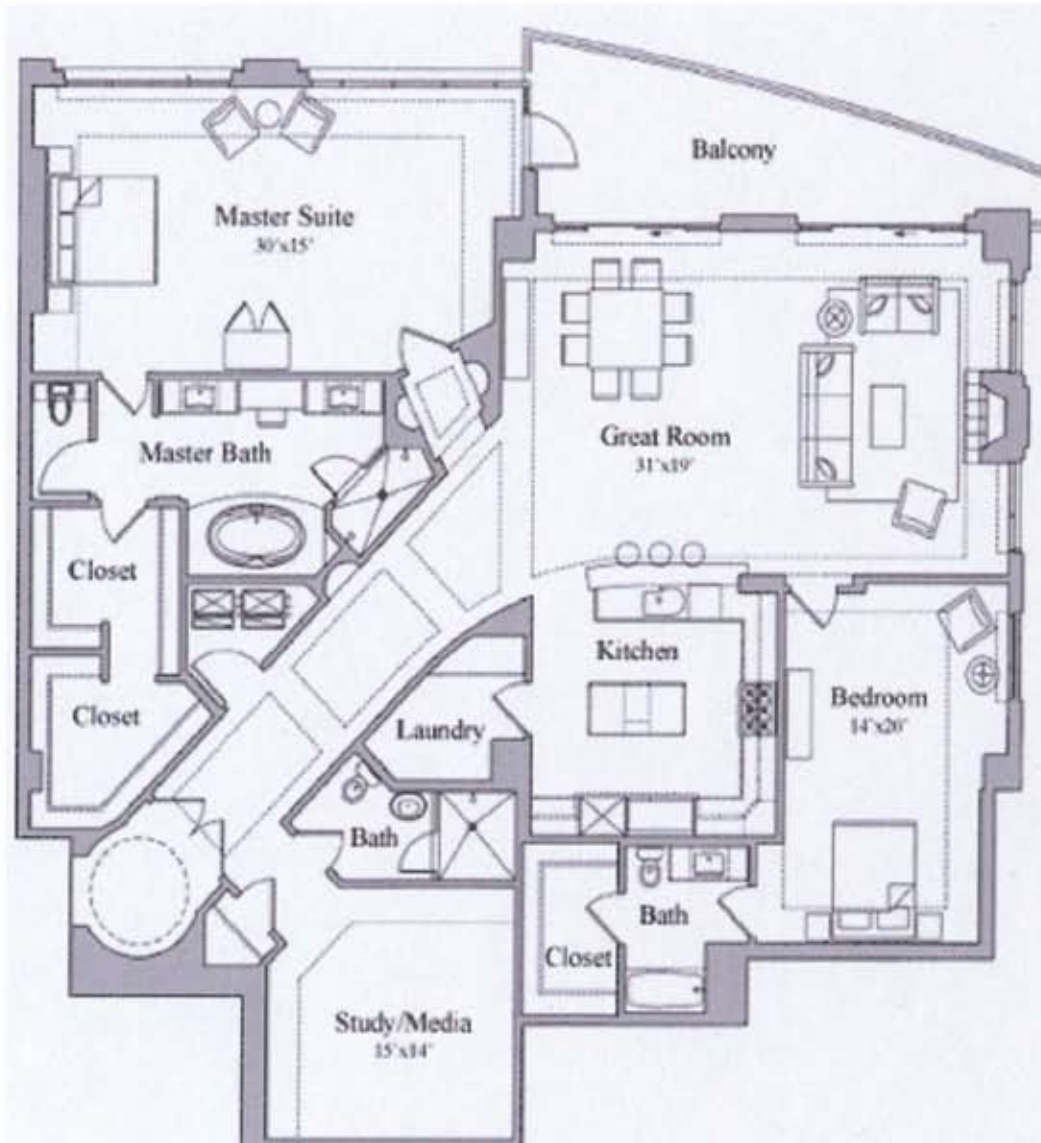 Balcony
Master Suite
30'x15'
Great Room
31'x19'
Master Bath
Closet
Closet
Kitchen
Laundry
Bedroom
14'x20'
Bath
Bath
Closet
Study/Media
15'x14'